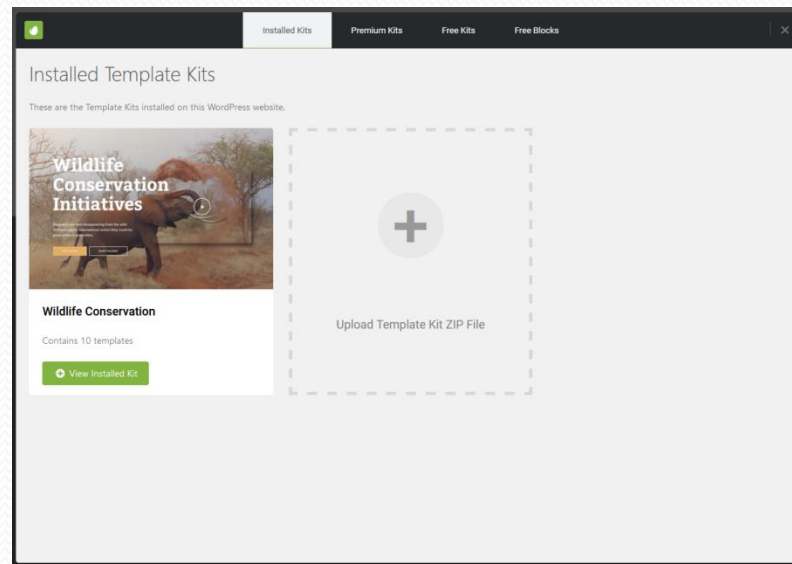 Installed Kits
Premium Kits
Free Kits
Free Blocks
Installed Template Kits
These are the Template Kits installed on this WordPress website.
Wildlife
Conservation
Initiatives
Wildlife Conservation
Contains 10 templates
View Installed Kit
Upload Template Kit ZIP File